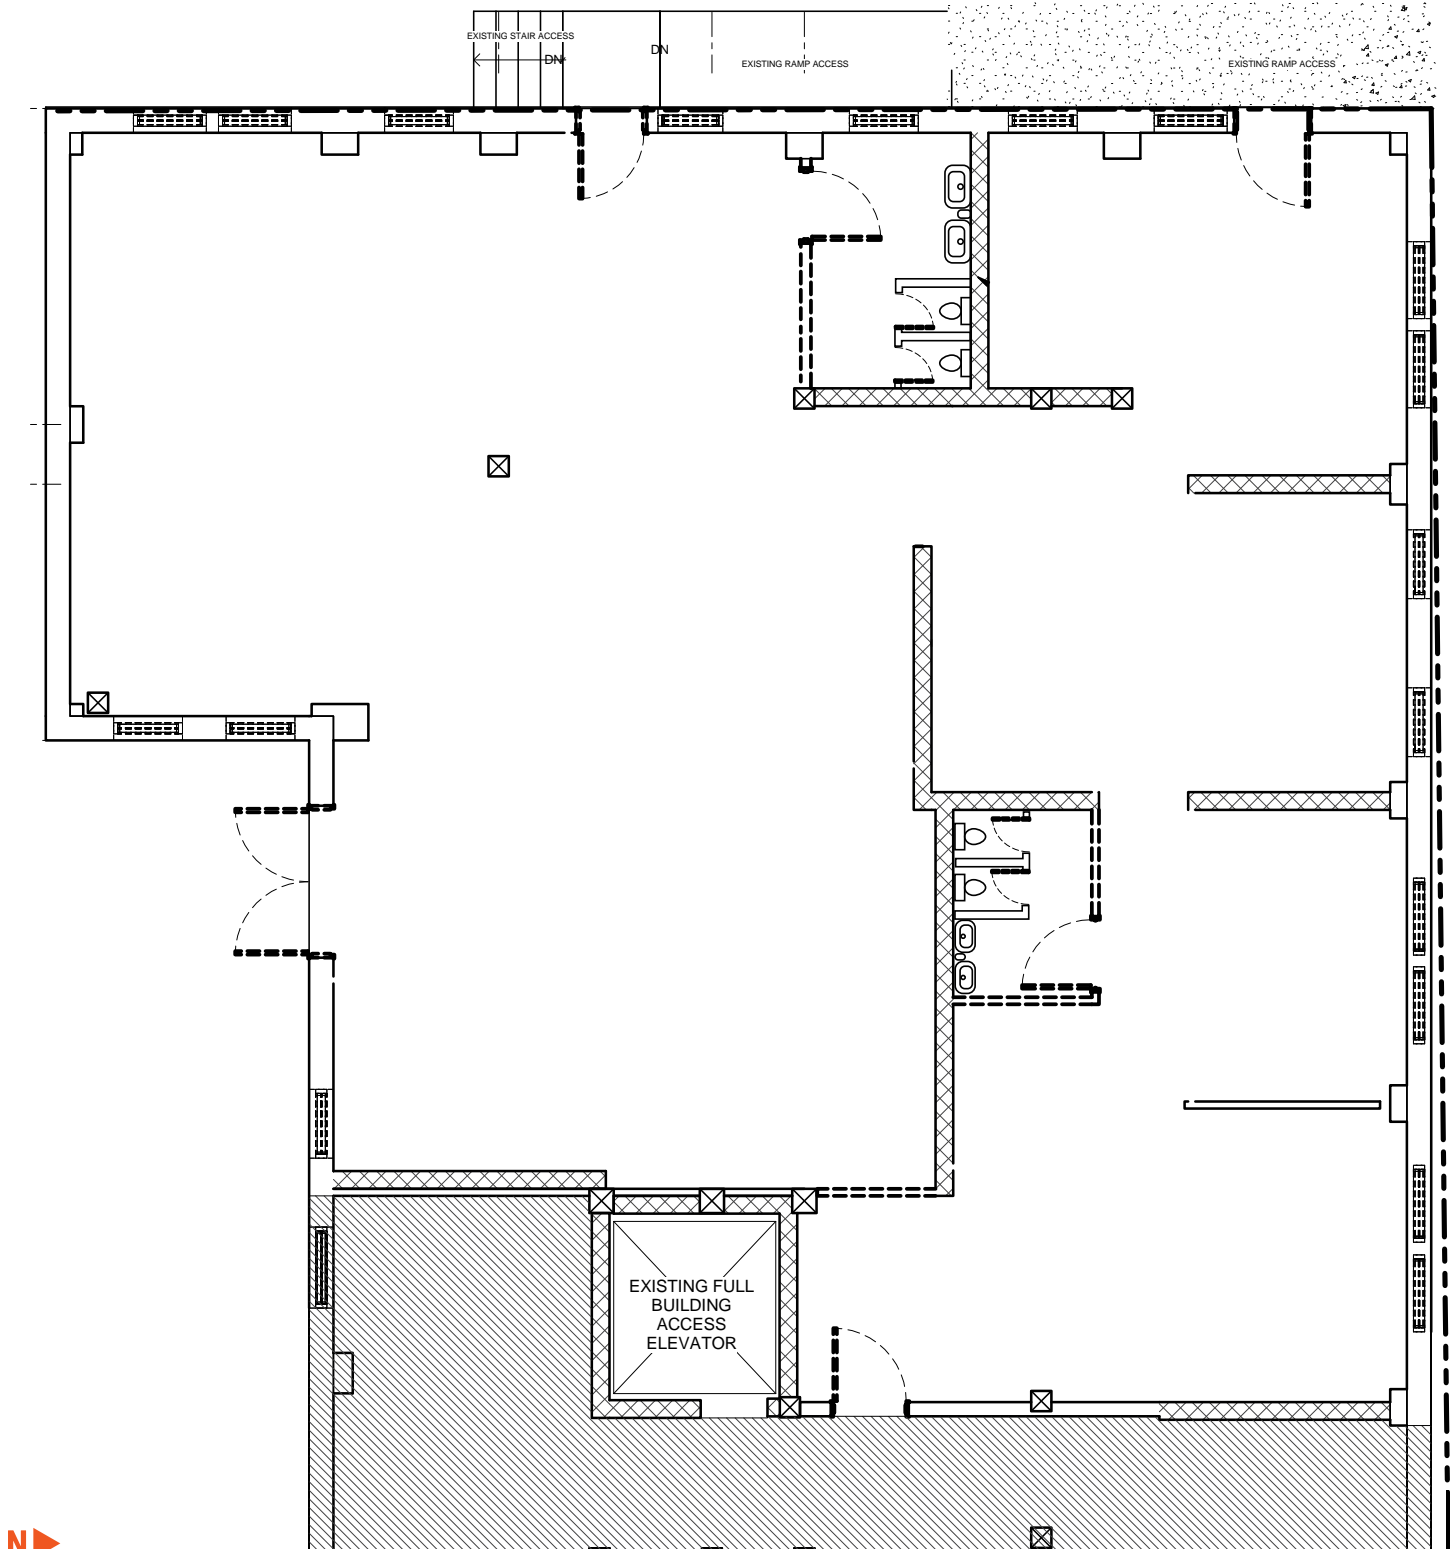 EXISTING STAIR ACCESS
DN
DN
EXISTING RAMP ACCESS
EXISTING RAMP ACCESS
EXISTING FULL
BUILDING
ACCESS
ELEVATOR
N